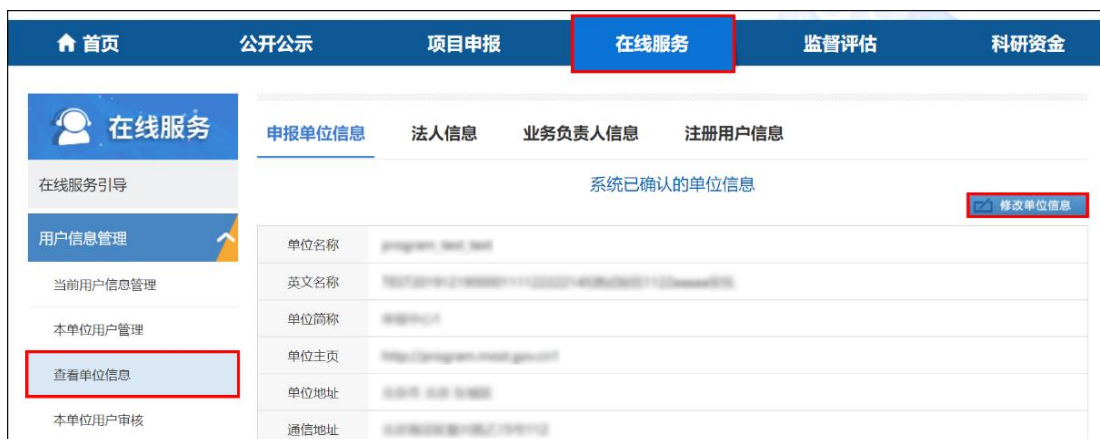 首页 公开公示 项目申报 在线服务 监督评估 科研资金
在线服务
申报单位信息 法人信息 业务负责人信息 注册用户信息
在线服务引导
系统已确认的单位信息
修改单位信息
用户信息管理
单位名称
当前用户信息管理
英文名称
单位简称
本单位用户管理
单位主页
查看单位信息
单位地址
本单位用户审核
通信地址